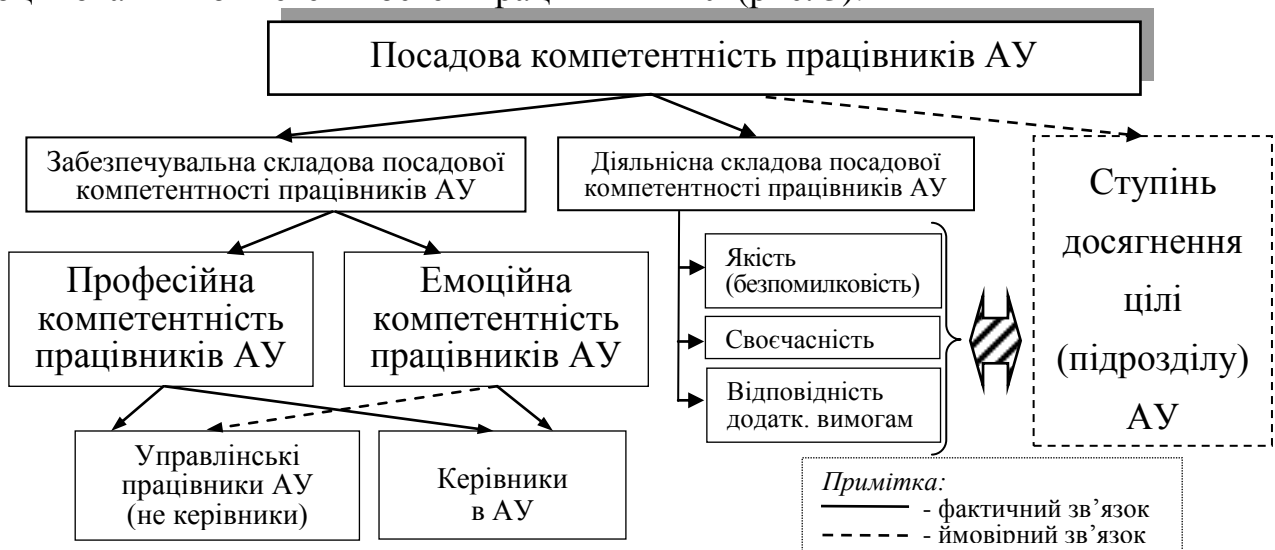 Посадова компетентність працівників АУ
Забезпечувальна складова посадової
компетентності працівників АУ
Діяльнісна складова посадової
компетентності працівників АУ
Ступінь
досягнення
цілі
(підрозділу)
АУ
Професійна
компетентність
працівників АУ
Емоційна
компетентність
працівників АУ
Якість
(безпомилковість)
Своєчасність
Відповідність
додатк. вимогам
Управлінські
працівники АУ
(не керівники)
Керівники
в АУ
Примітка:
- фактичний зв’язок
- ймовірний зв’язок